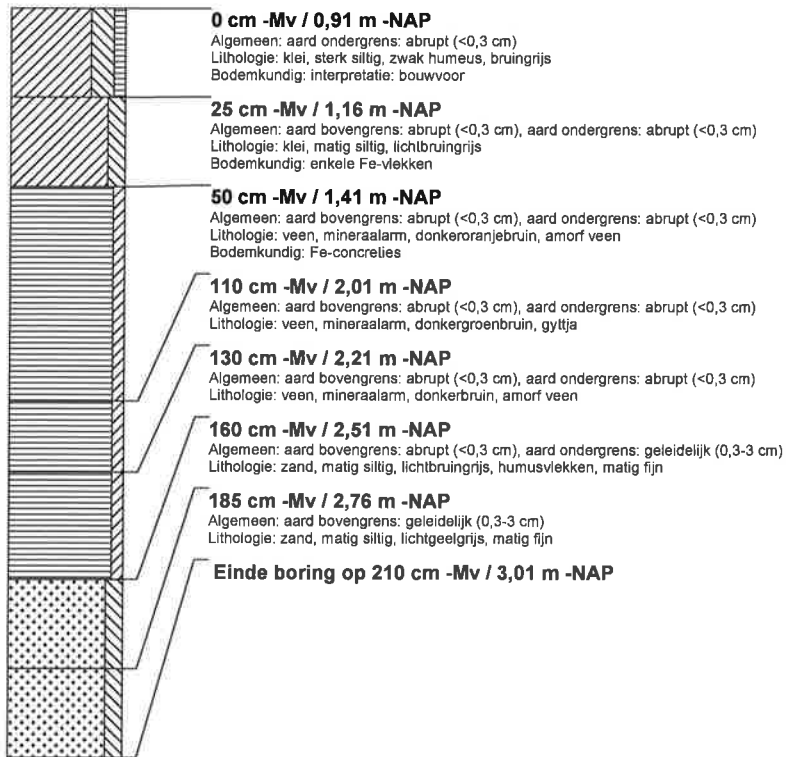 0 cm -Mv / 0,91 m -NAP
Algemeen: aard ondergrens: abrupt (<0,3 cm)
Lithologie: klei, sterk siltig, zwak humeus, bruingrijs
Bodemkundig: interpretatie: bouwvoor
25 cm -Mv / 1,16 m -NAP
Algemeen: aard bovengrens: abrupt (<0,3 cm), aard ondergrens: abrupt (<0,3 cm)
Lithologie: klei, matig siltig, lichtbruingrijs
Bodemkundig: enkele Fe-vlekken
50 cm -Mv / 1,41 m -NAP
Algemeen: aard bovengrens: abrupt (<0,3 cm), aard ondergrens: abrupt (<0,3 cm)
Lithologie: veen, mineraalarm, donkeroranjebruin, amorf veen
Bodemkundig: Fe-concreties
110 cm -Mv / 2,01 m -NAP
Algemeen: aard bovengrens: abrupt (<0,3 cm), aard ondergrens: abrupt (<0,3 cm)
Lithologie: veen, mineraalarm, donkergroenbruin, gyttja
130 cm -Mv / 2,21 m -NAP
Algemeen: aard bovengrens: abrupt (<0,3 cm), aard ondergrens: abrupt (<0,3 cm)
Lithologie: veen, mineraalarm, donkerbruin, amorf veen
160 cm -Mv / 2,51 m -NAP
Algemeen: aard bovengrens: abrupt (<0,3 cm), aard ondergrens: geleidelijk (0,3-3 cm)
Lithologie: zand, matig siltig, lichtbruingrijs, humusvlekken, matig fijn
185 cm -Mv / 2,76 m -NAP
Algemeen: aard bovengrens: geleidelijk (0,3-3 cm)
Lithologie: zand, matig siltig, lichtgeelgrijs, matig fijn
Einde boring op 210 cm -Mv / 3,01 m -NAP